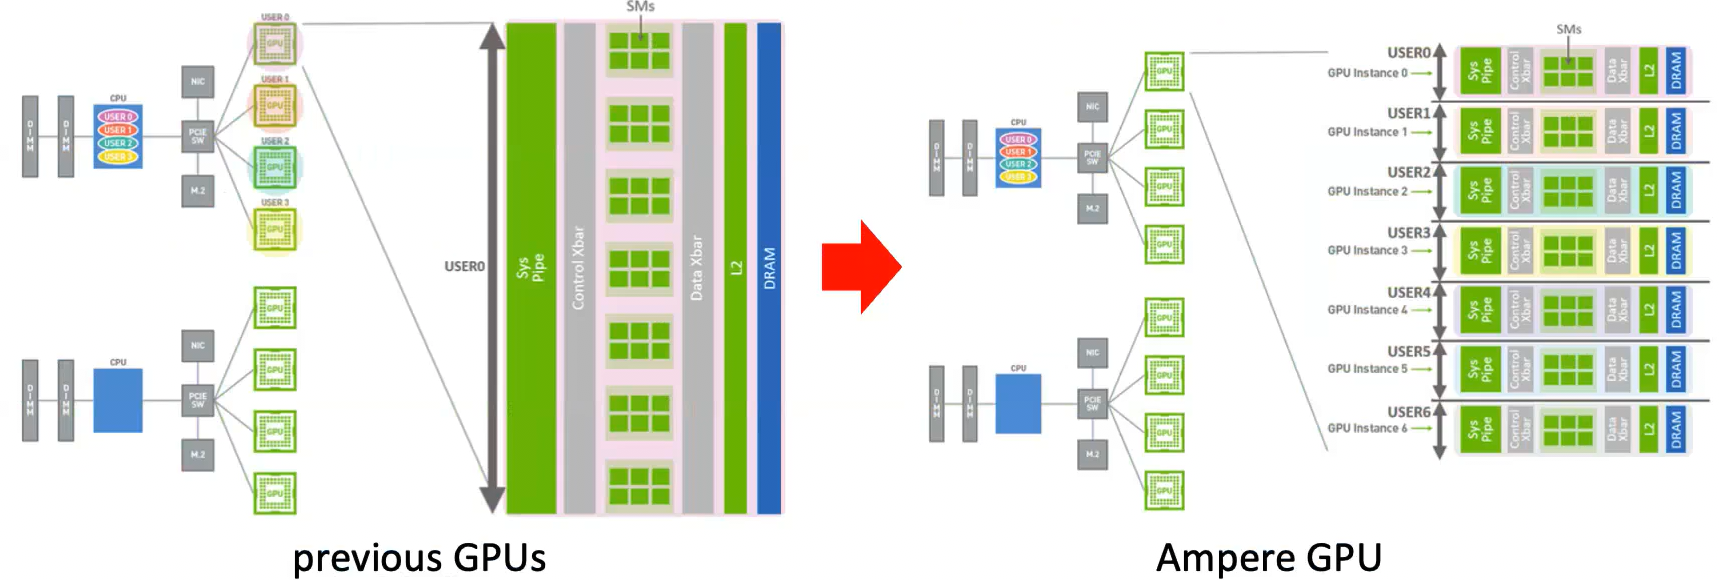 USER 0
GPU
USER 1
GPU
USER 2
GPU
USER 3
GPU
NIC
PCIE
SW
M.2
CPU
USER 0
USER 1
USER 2
USER 3
DIMM
DIMM
GPU
GPU
GPU
GPU
NIC
PCIE
SW
M.2
CPU
DIMM
DIMM
SMs
USER0
Sys
Pipe
Control Xbar
Data Xbar
L2
DRAM
previous GPUs
GPU
GPU
GPU
GPU
NIC
PCIE
SW
M.2
CPU
USER 0
USER 1
USER 2
USER 3
DIMM
DIMM
GPU
GPU
GPU
GPU
NIC
PCIE
SW
M.2
CPU
DIMM
DIMM
SMs
USER0
GPU Instance 0
Sys
Pipe
Control
Xbar
Data
Xbar
L2
DRAM
USER1
GPU Instance 1
Sys
Pipe
Control
Xbar
Data
Xbar
L2
DRAM
USER2
GPU Instance 2
Sys
Pipe
Control
Xbar
Data
Xbar
L2
DRAM
USER3
GPU Instance 3
Sys
Pipe
Control
Xbar
Data
Xbar
L2
DRAM
USER4
GPU Instance 4
Sys
Pipe
Control
Xbar
Data
Xbar
L2
DRAM
USER5
GPU Instance 5
Sys
Pipe
Control
Xbar
Data
Xbar
L2
DRAM
USER6
GPU Instance 6
Sys
Pipe
Control
Xbar
Data
Xbar
L2
DRAM
Ampere GPU